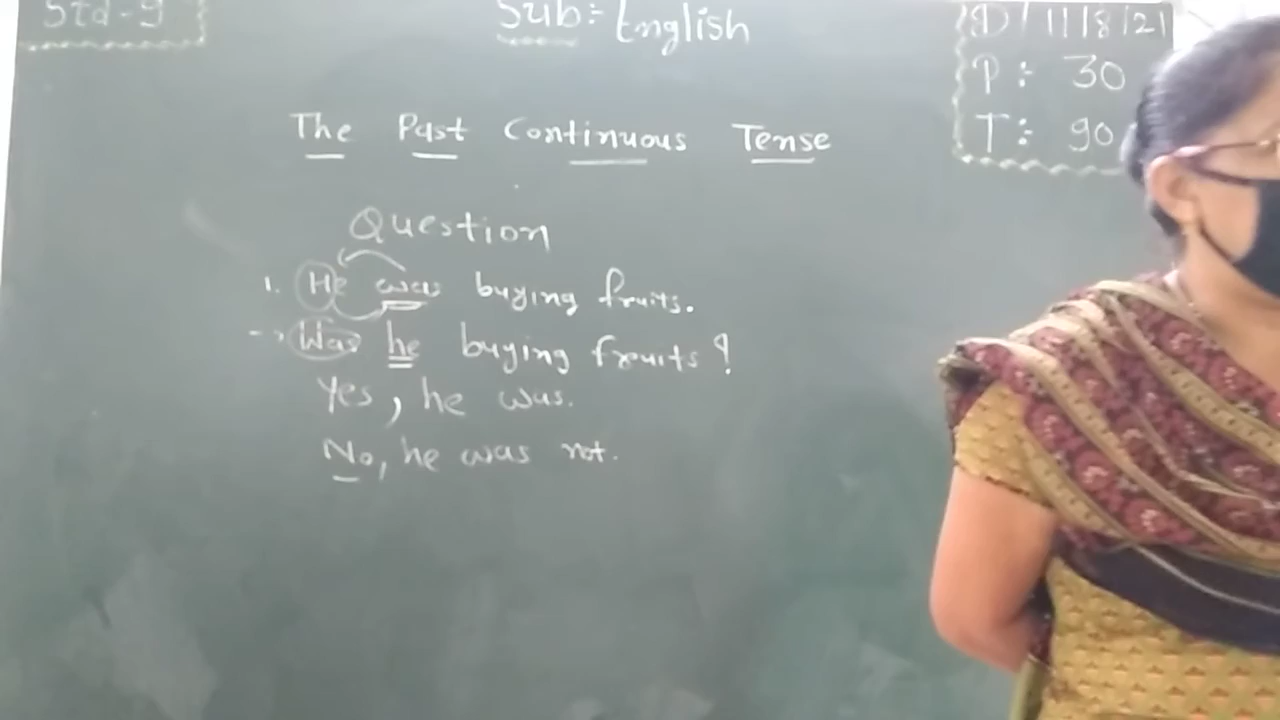 Std-9
Sub:- English
D / 11/8/21
P :- 30
T :- 90
The Past Continuous Tense
Question
1. He was buying fruits.
-> Was he buying fruits?
Yes, he was.
No, he was not.